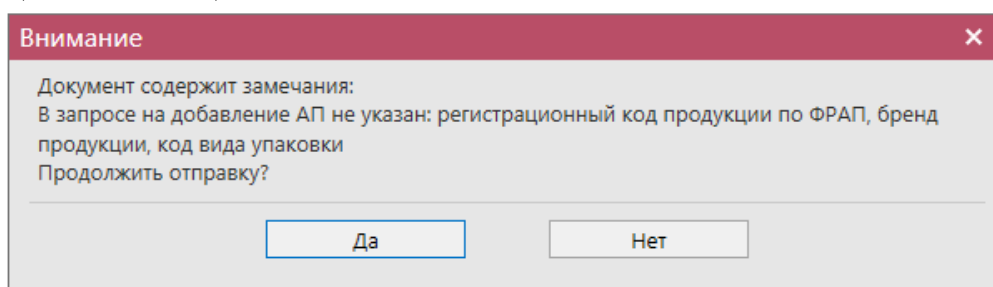 Внимание
Документ содержит замечания:
В запросе на добавление АП не указан: регистрационный код продукции по ФРАП, бренд
продукции, код вида упаковки
Продолжить отправку?
Да
Нет